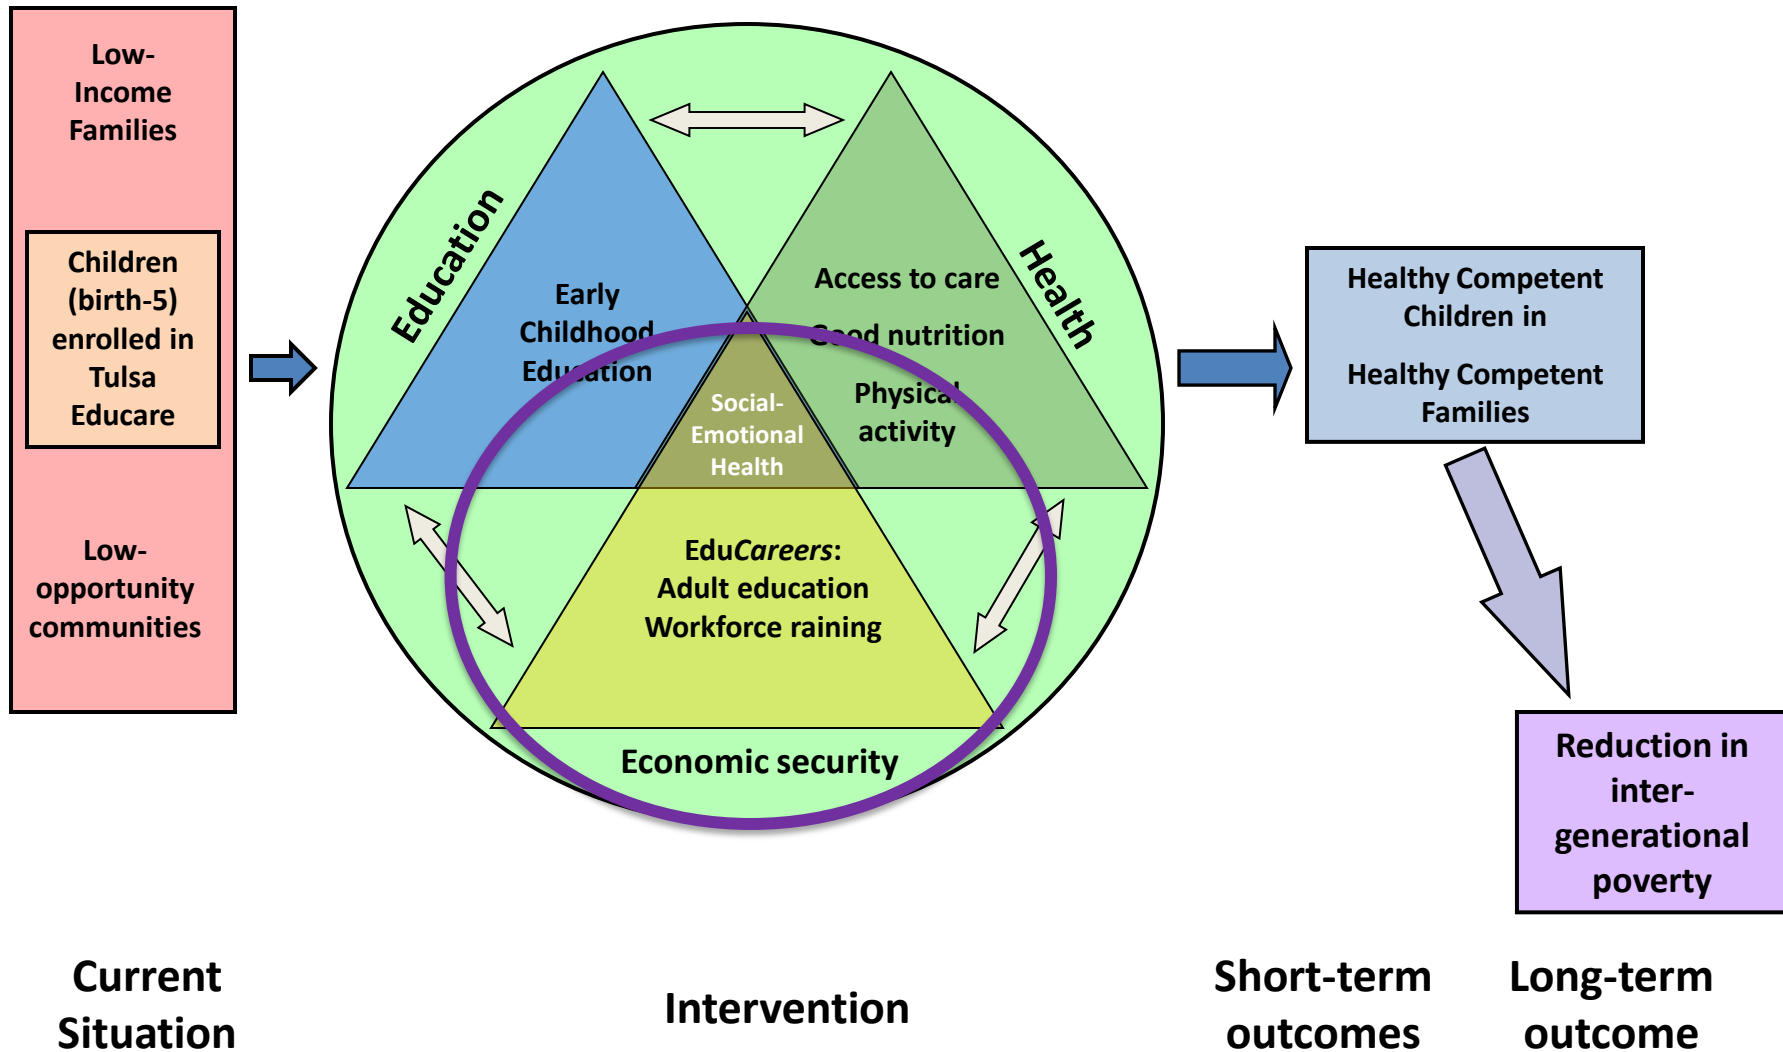 Low-
Income
Families
Children
(birth-5)
enrolled in
Tulsa
Educare
Low-
opportunity
communities
Education
Early
Childhood
Education
Health
Access to care
Good nutrition
Physical
activity
Social-
Emotional
Health
EduCareers:
Adult education
Workforce raining
Economic security
Healthy Competent
Children in
Healthy Competent
Families
Reduction in
inter-
generational
poverty
Current
Situation
Intervention
Short-term
outcomes
Long-term
outcome